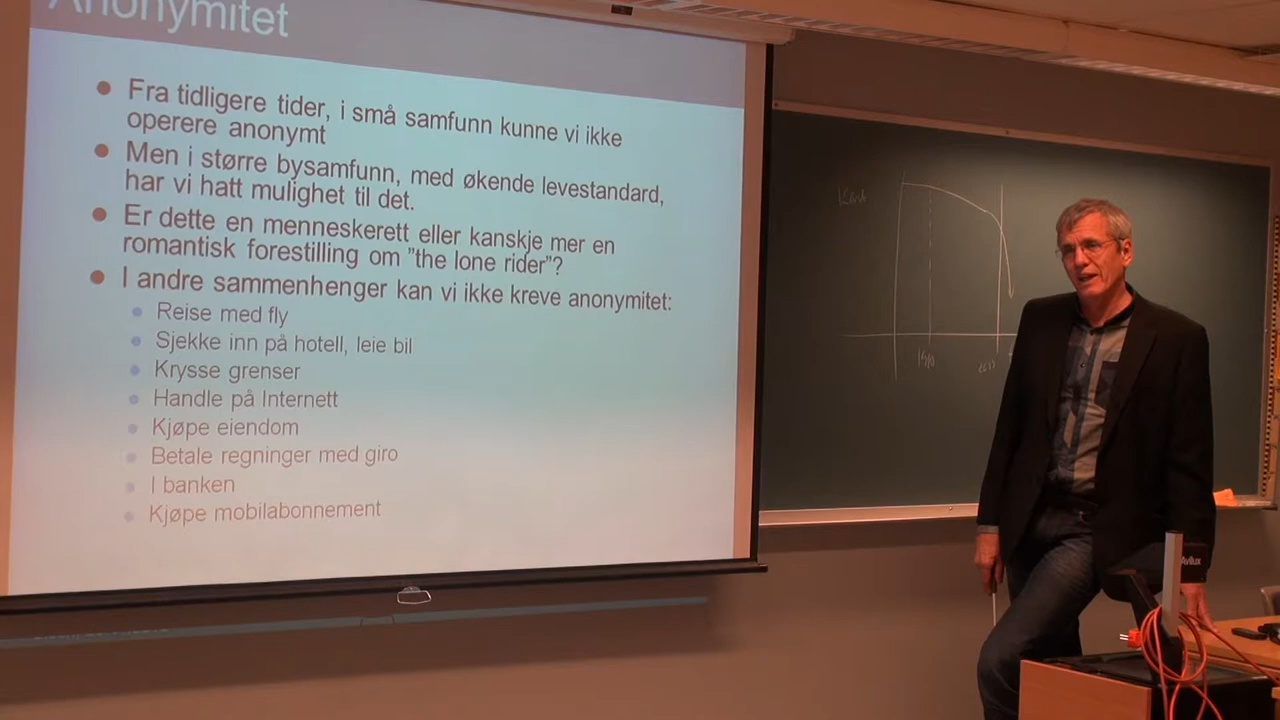 Anonymitet
Fra tidligere tider, i små samfunn kunne vi ikke
operere anonymt
Men i større bysamfunn, med økende levestandard,
har vi hatt mulighet til det.
Er dette en menneskerett eller kanskje mer en
romantisk forestilling om "the lone rider"?
I andre sammenhenger kan vi ikke kreve anonymitet:
Reise med fly
Sjekke inn på hotell, leie bil
Krysse grenser
Handle på Internett
Kjøpe eiendom
Betale regninger med giro
I banken
Kjøpe mobilabonnement